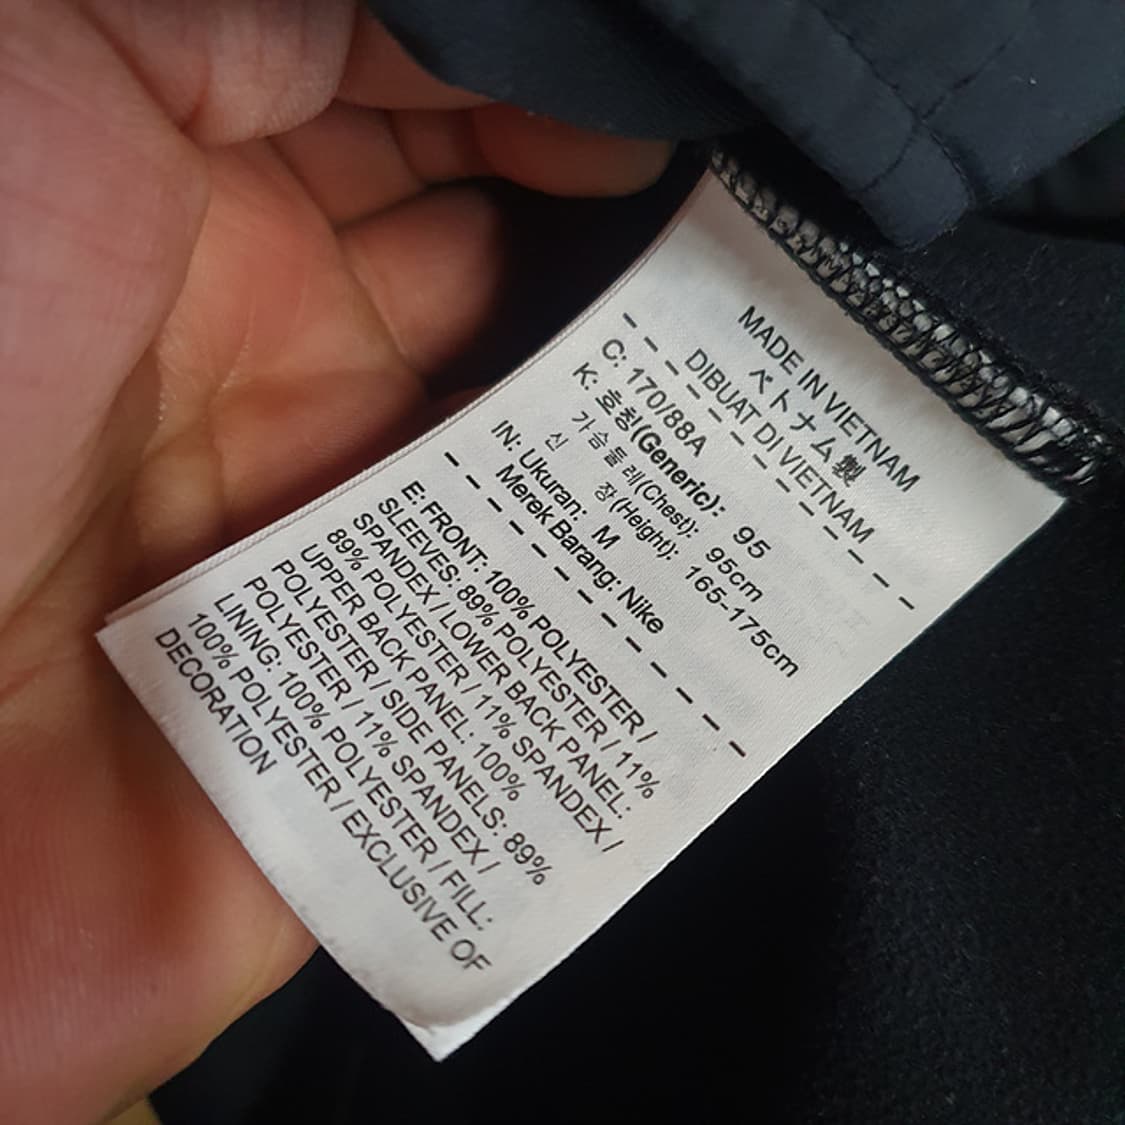 MADE IN VIETNAM
ベトナム製
DIBUAT DI VIETNAM
C: 170/88A
K: 호칭(Generic): 95
가슴둘레(Chest): 95cm
신 장(Height): 165-175cm
IN: Ukuran: M
Merek Barang: Nike
E: FRONT: 100% POLYESTER /
SLEEVES: 89% POLYESTER / 11%
SPANDEX / LOWER BACK PANEL:
89% POLYESTER / 11% SPANDEX /
UPPER BACK PANEL: 100%
POLYESTER / SIDE PANELS: 89%
POLYESTER / 11% SPANDEX /
LINING: 100% POLYESTER / FILL:
100% POLYESTER / EXCLUSIVE OF
DECORATION